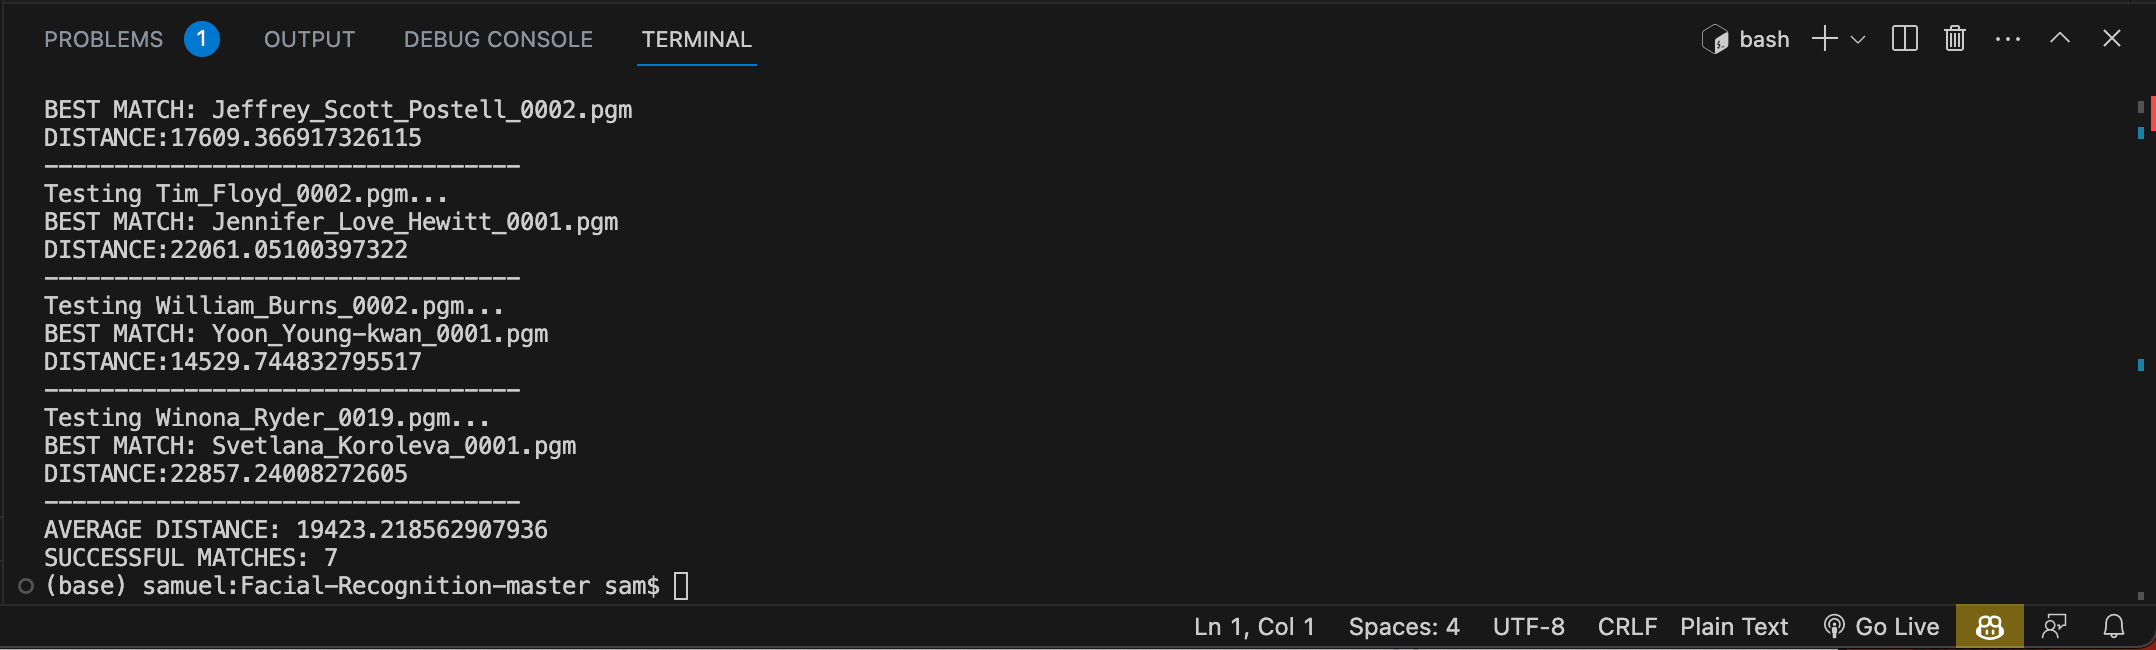 PROBLEMS 1 OUTPUT DEBUG CONSOLE TERMINAL bash
BEST MATCH: Jeffrey_Scott_Postell_0002.pgm
DISTANCE:17609.366917326115
----------------------------------
Testing Tim_Floyd_0002.pgm...
BEST MATCH: Jennifer_Love_Hewitt_0001.pgm
DISTANCE:22061.05100397322
----------------------------------
Testing William_Burns_0002.pgm...
BEST MATCH: Yoon_Young-kwan_0001.pgm
DISTANCE:14529.744832795517
----------------------------------
Testing Winona_Ryder_0019.pgm...
BEST MATCH: Svetlana_Koroleva_0001.pgm
DISTANCE:22857.24008272605
----------------------------------
AVERAGE DISTANCE: 19423.218562907936
SUCCESSFUL MATCHES: 7
(base) samuel:Facial-Recognition-master sam$
Ln 1, Col 1 Spaces: 4 UTF-8 CRLF Plain Text Go Live